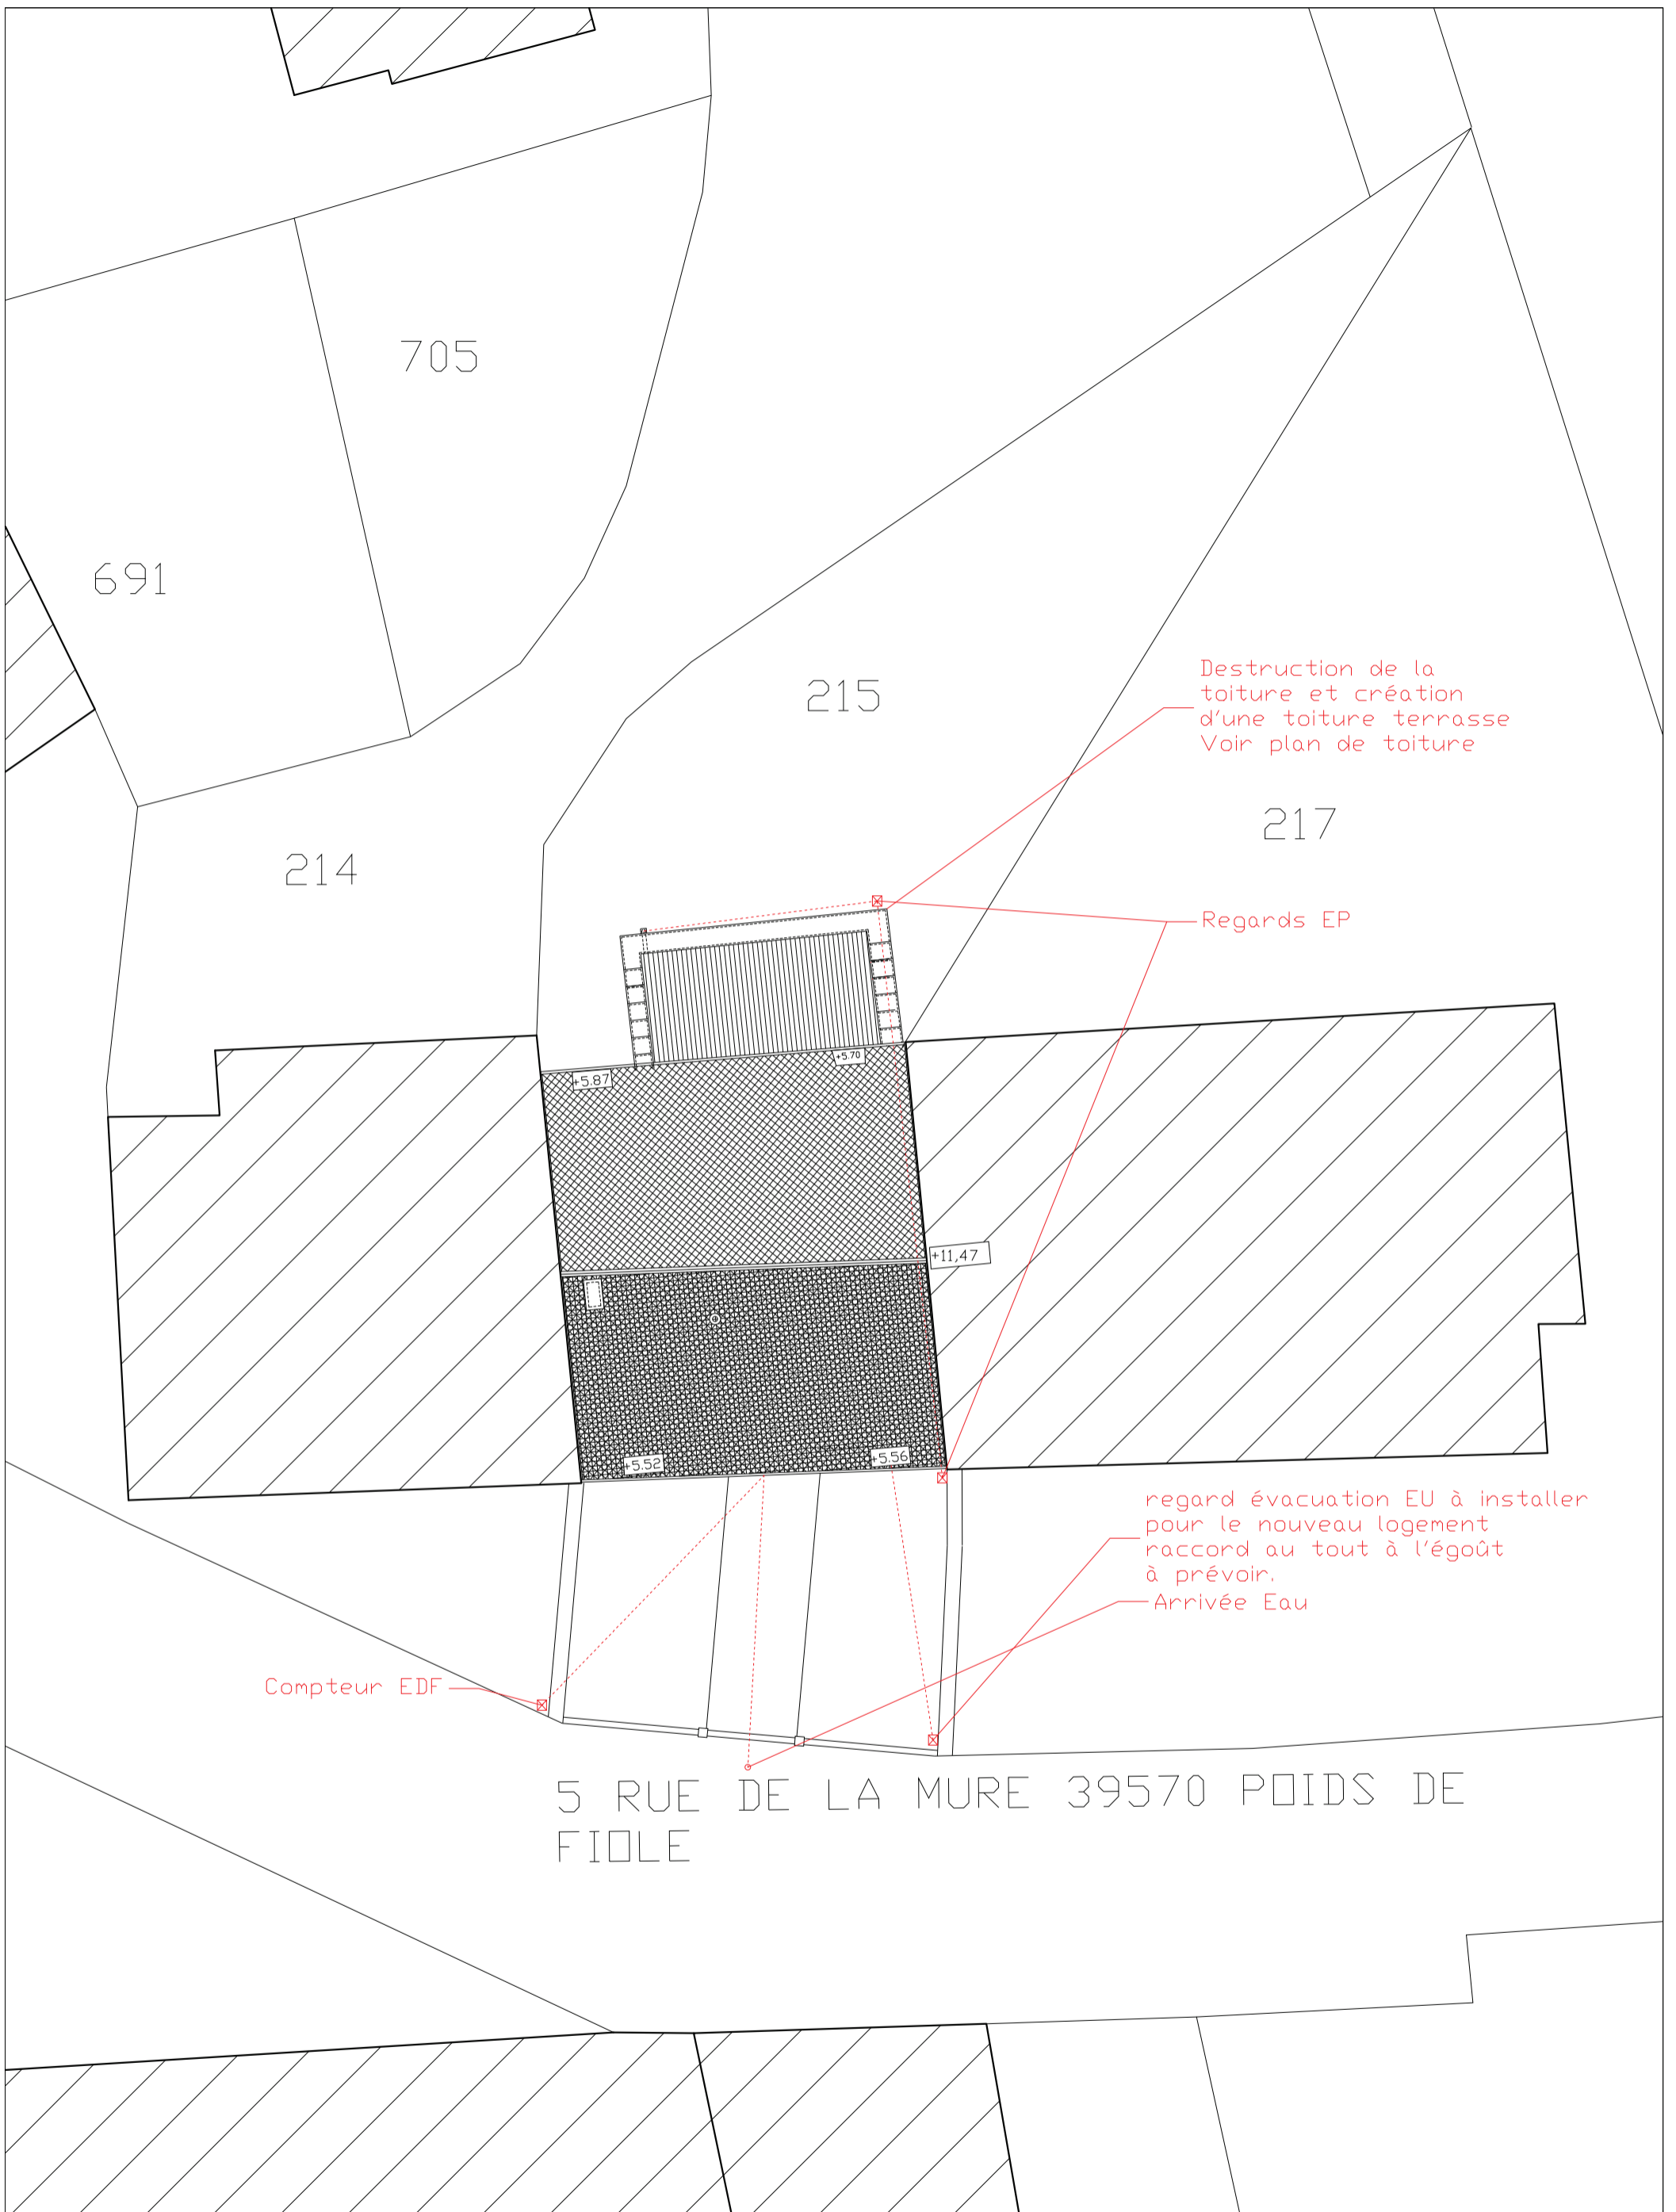 705
691
Destruction de la
toiture et création
d'une toiture terrasse
Voir plan de toiture
215
217
214
Regards EP
+5.70
+5.87
+11,47
+5.56
+5.52
regard évacuation EU à installer
pour le nouveau logement
raccord au tout à l'égoût
à prévoir.
Arrivée Eau
Compteur EDF
5 RUE DE LA MURE 39570 POIDS DE
FIOLE